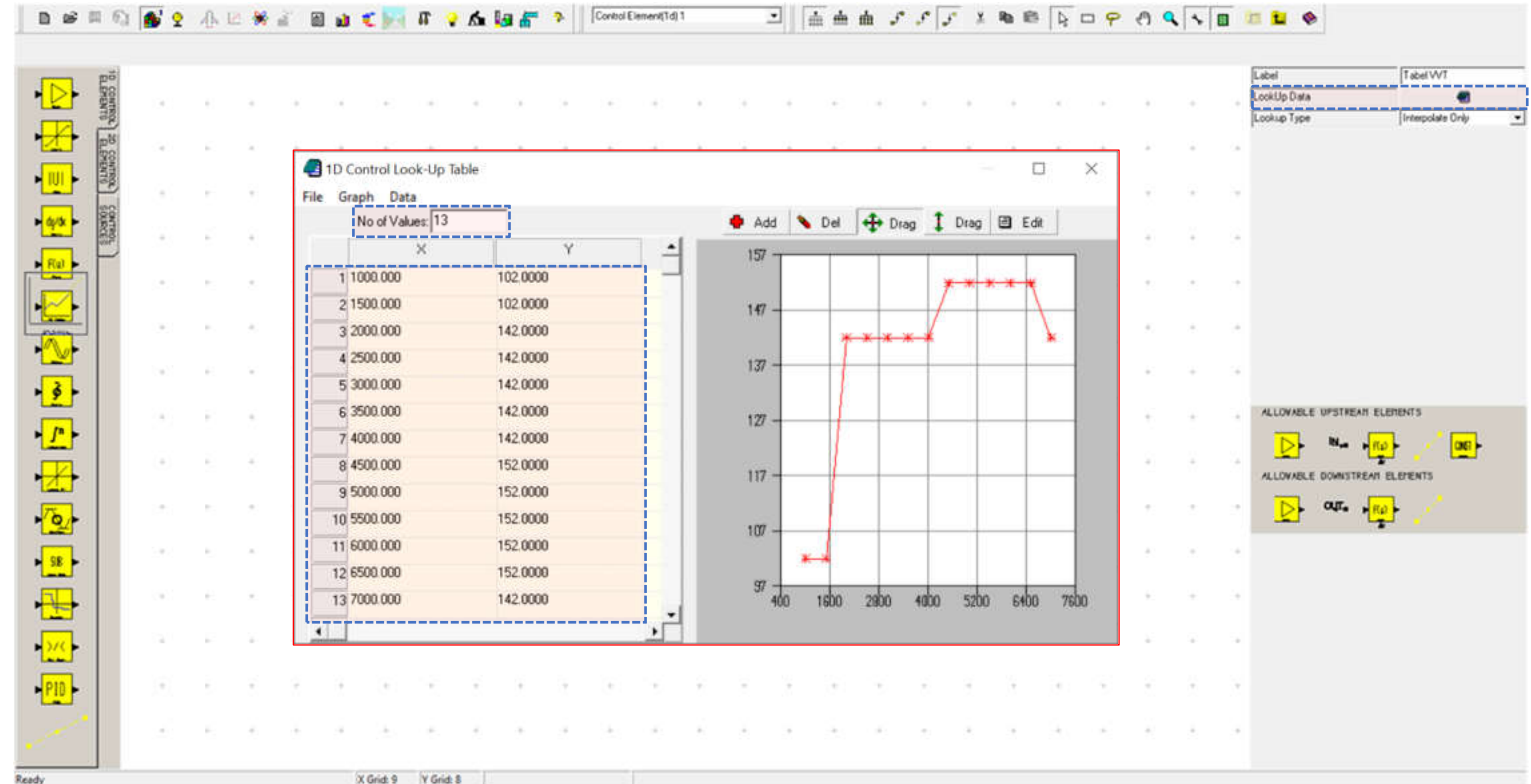 Control Element(1d) 1
1D CONTROL ELEMENTS
2D CONTROL ELEMENTS
CONTROL SOURCES
dy/dx
F(u)
PID
Label Tabel VVT
LookUp Data
Lookup Type Interpolate Only
1D Control Look-Up Table
File Graph Data
No of Values: 13
Add Del Drag Drag Edit
X Y
1 1000.000 102.0000
2 1500.000 102.0000
3 2000.000 142.0000
4 2500.000 142.0000
5 3000.000 142.0000
6 3500.000 142.0000
7 4000.000 142.0000
8 4500.000 152.0000
9 5000.000 152.0000
10 5500.000 152.0000
11 6000.000 152.0000
12 6500.000 152.0000
13 7000.000 142.0000
157
147
137
127
117
107
97
400 1600 2800 4000 5200 6400 7600
ALLOWABLE UPSTREAM ELEMENTS
IN F(u) CONST
ALLOWABLE DOWNSTREAM ELEMENTS
OUT F(u)
Ready X Grid: 9 Y Grid: 8